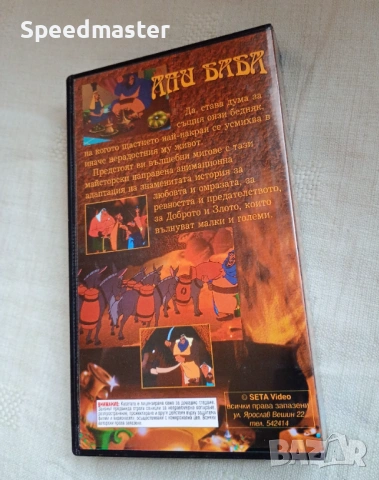 Speedmaster
АЛИ БАБА
Да, става дума за
същия онзи бедняк,
на когото щастието най-накрая се усмихва в
иначе нерадостния му живот.
Предстоят ви вълшебни мигове с тази
майсторски направена анимационна
адаптация на знаменитата история за
любовта и омразата, за
ревността и предателството,
за Доброто и Злото, които
вълнуват малки и големи.
ВНИМАНИЕ:
© SETA Video
всички права запазени
ул. Ярослав Вешин 22
тел. 542414
bazar